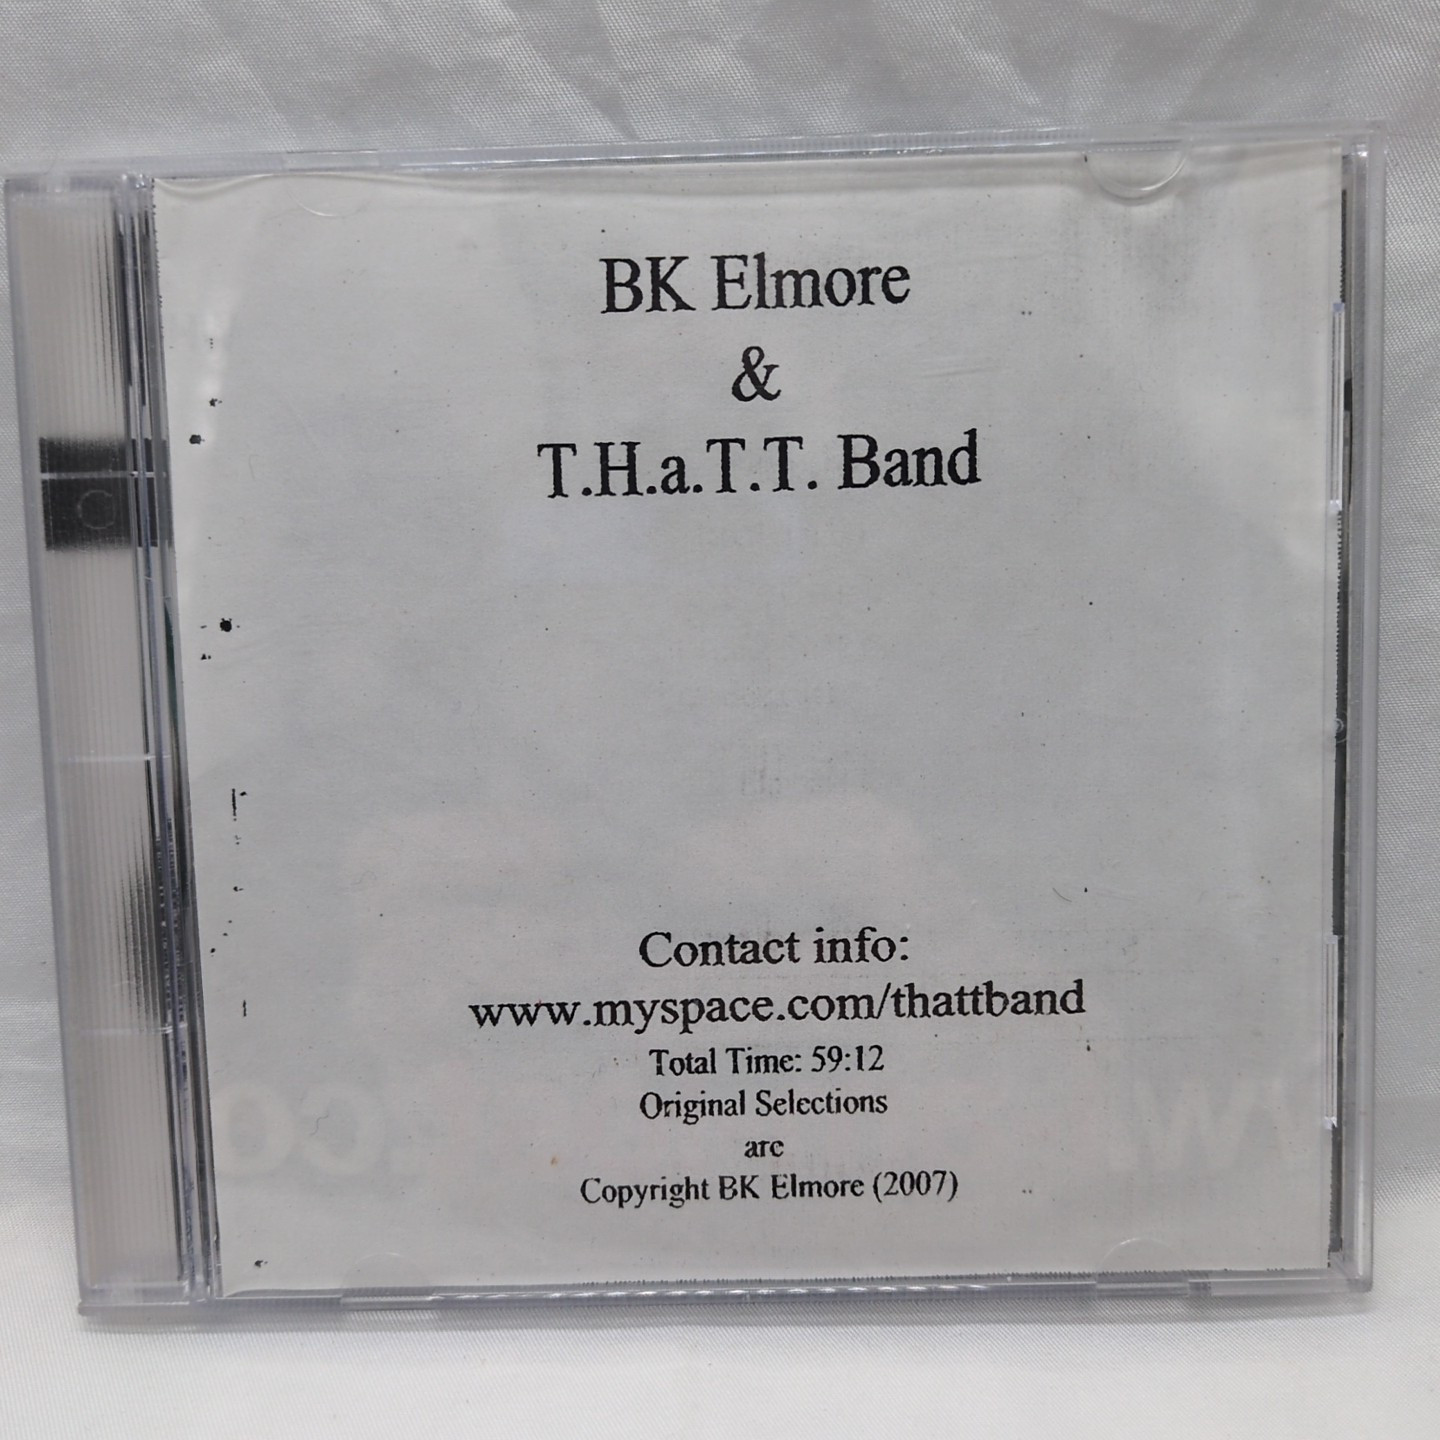 BK Elmore
&
T.H.a.T.T. Band
Contact info:
www.myspace.com/thattband
Total Time: 59:12
Original Selections
are
Copyright BK Elmore (2007)